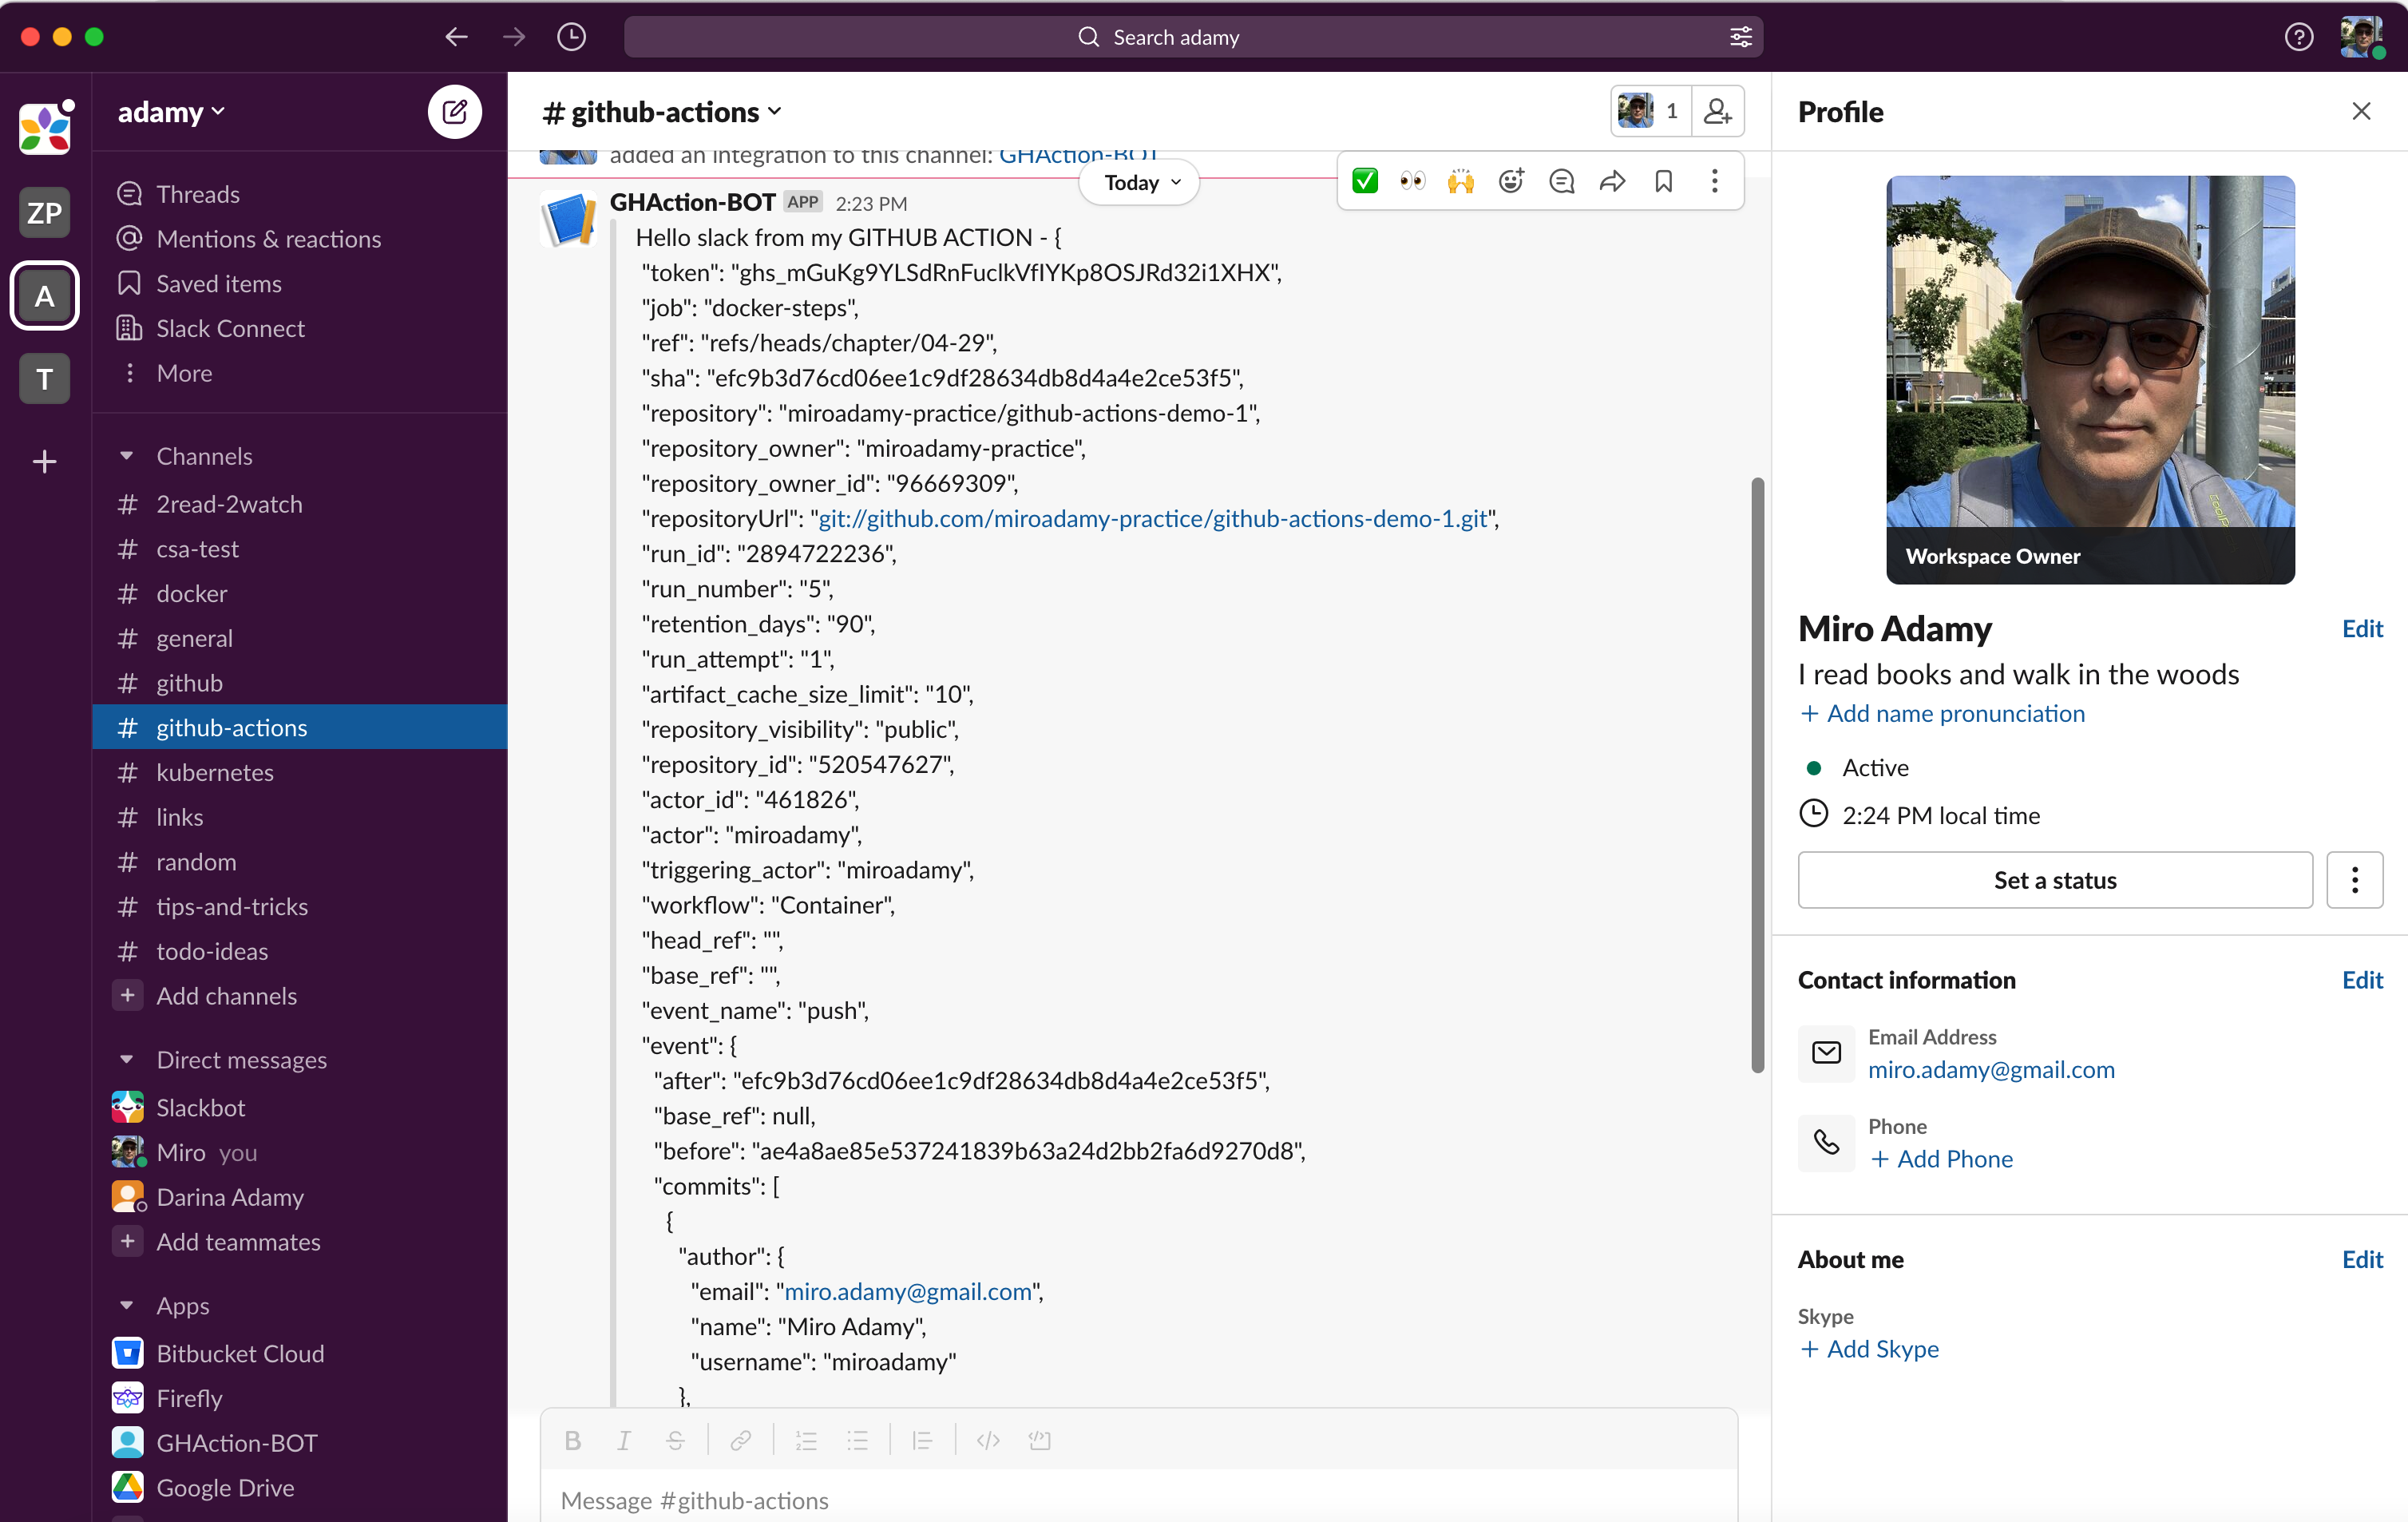 Search adamy
adamy
ZP
A
T
Threads
Mentions & reactions
Saved items
Slack Connect
More
Channels
# 2read-2watch
# csa-test
# docker
# general
# github
# github-actions
# kubernetes
# links
# random
# tips-and-tricks
# todo-ideas
+ Add channels
Direct messages
Slackbot
Miro you
Darina Adamy
+ Add teammates
Apps
Bitbucket Cloud
Firefly
GHAction-BOT
Google Drive
# github-actions
1
added an integration to this channel: GHAction-BOT
Today
GHAction-BOT APP 2:23 PM
Hello slack from my GITHUB ACTION - {
"token": "ghs_mGuKg9YLSdRnFuclkVfIYKp8OSJRd32i1XHX",
"job": "docker-steps",
"ref": "refs/heads/chapter/04-29",
"sha": "efc9b3d76cd06ee1c9df28634db8d4a4e2ce53f5",
"repository": "miroadamy-practice/github-actions-demo-1",
"repository_owner": "miroadamy-practice",
"repository_owner_id": "96669309",
"repositoryUrl": "git://github.com/miroadamy-practice/github-actions-demo-1.git",
"run_id": "2894722236",
"run_number": "5",
"retention_days": "90",
"run_attempt": "1",
"artifact_cache_size_limit": "10",
"repository_visibility": "public",
"repository_id": "520547627",
"actor_id": "461826",
"actor": "miroadamy",
"triggering_actor": "miroadamy",
"workflow": "Container",
"head_ref": "",
"base_ref": "",
"event_name": "push",
"event": {
"after": "efc9b3d76cd06ee1c9df28634db8d4a4e2ce53f5",
"base_ref": null,
"before": "ae4a8ae85e537241839b63a24d2bb2fa6d9270d8",
"commits": [
{
"author": {
"email": "miro.adamy@gmail.com",
"name": "Miro Adamy",
"username": "miroadamy"
},
Message #github-actions
Profile
Workspace Owner
Miro Adamy
Edit
I read books and walk in the woods
+ Add name pronunciation
Active
2:24 PM local time
Set a status
Contact information
Edit
Email Address
miro.adamy@gmail.com
Phone
+ Add Phone
About me
Edit
Skype
+ Add Skype